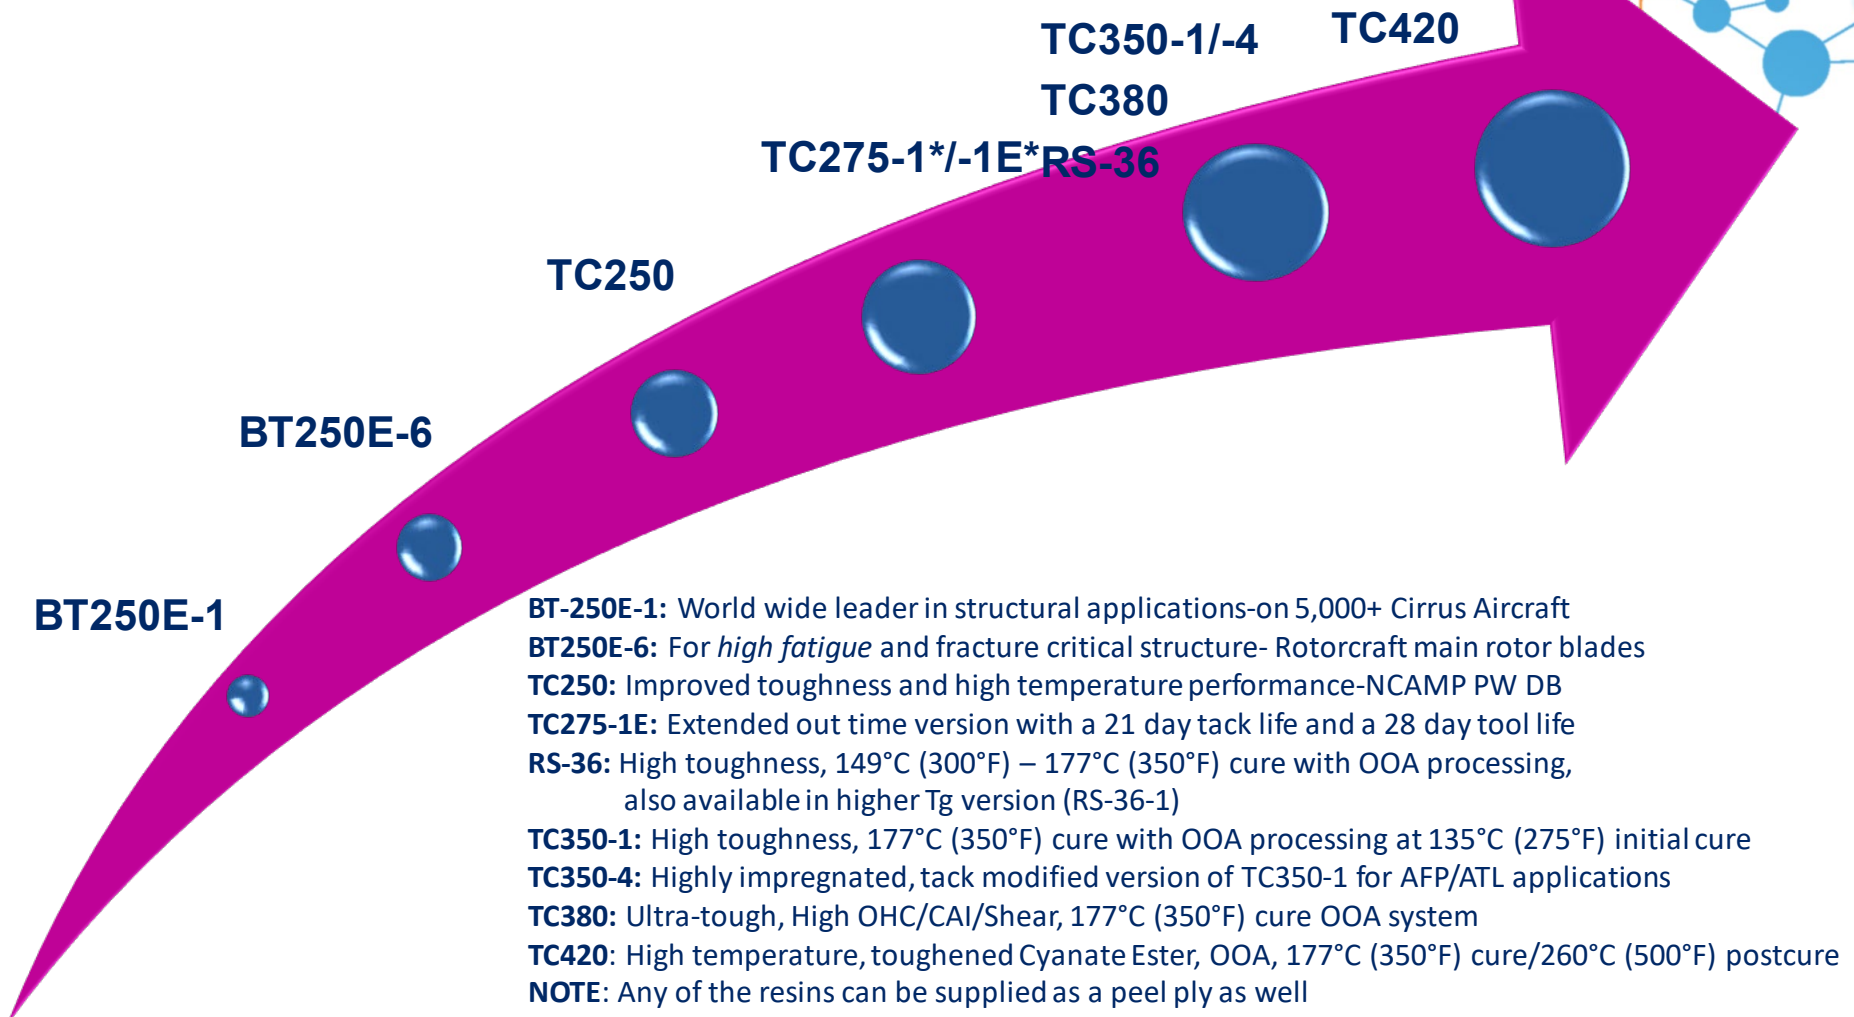 TC350-1/-4
TC420
TC380
TC275-1*/-1E*
RS-36
TC250
BT250E-6
BT250E-1
BT-250E-1: World wide leader in structural applications-on 5,000+ Cirrus Aircraft
BT250E-6: For high fatigue and fracture critical structure- Rotorcraft main rotor blades
TC250: Improved toughness and high temperature performance-NCAMP PW DB
TC275-1E: Extended out time version with a 21 day tack life and a 28 day tool life
RS-36: High toughness, 149°C (300°F) – 177°C (350°F) cure with OOA processing,
also available in higher Tg version (RS-36-1)
TC350-1: High toughness, 177°C (350°F) cure with OOA processing at 135°C (275°F) initial cure
TC350-4: Highly impregnated, tack modified version of TC350-1 for AFP/ATL applications
TC380: Ultra-tough, High OHC/CAI/Shear, 177°C (350°F) cure OOA system
TC420: High temperature, toughened Cyanate Ester, OOA, 177°C (350°F) cure/260°C (500°F) postcure
NOTE: Any of the resins can be supplied as a peel ply as well